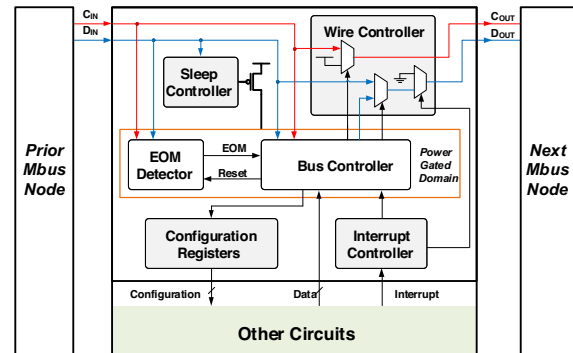 CIN
DIN
COUT
DOUT
Prior
Mbus
Node
Next
Mbus
Node
Wire Controller
Sleep
Controller
EOM
Detector
EOM
Reset
Bus Controller
Power
Gated
Domain
Configuration
Registers
Interrupt
Controller
Configuration
Data
Interrupt
Other Circuits